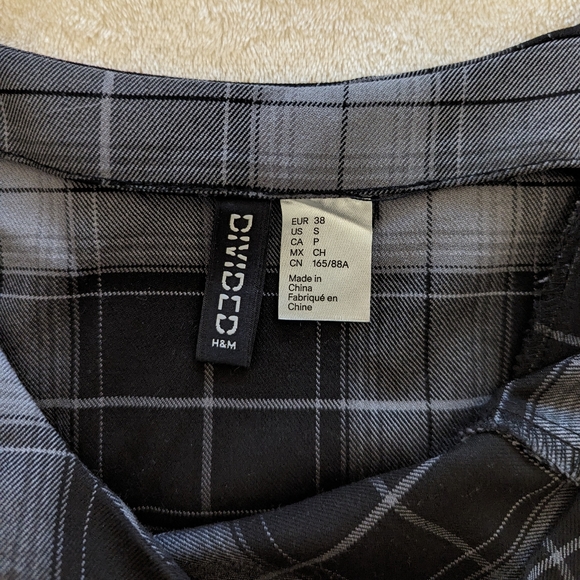 DIVIDED
H&M
EUR 38
US S
CA P
MX CH
CN 165/88A
Made in
China
Fabriqué en
Chine